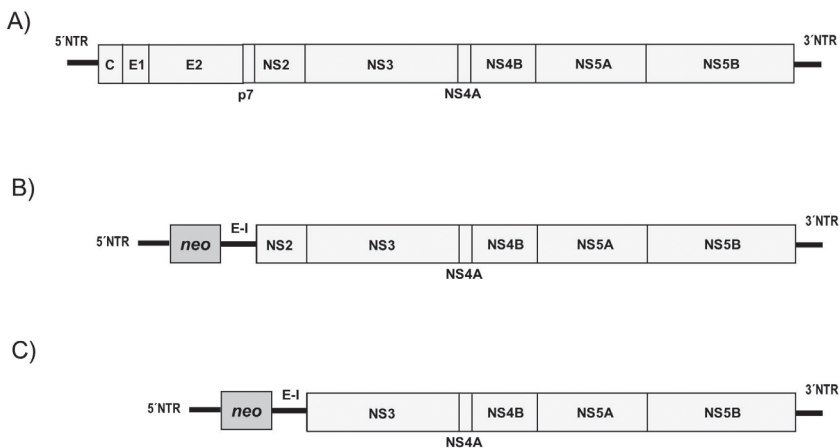 A)
5´NTR 3´NTR
C E1 E2 NS2 NS3 NS4B NS5A NS5B
p7 NS4A
B)
E-I 3´NTR
5´NTR neo NS2 NS3 NS4B NS5A NS5B
NS4A
C)
E-I 3´NTR
5´NTR neo NS3 NS4B NS5A NS5B
NS4A